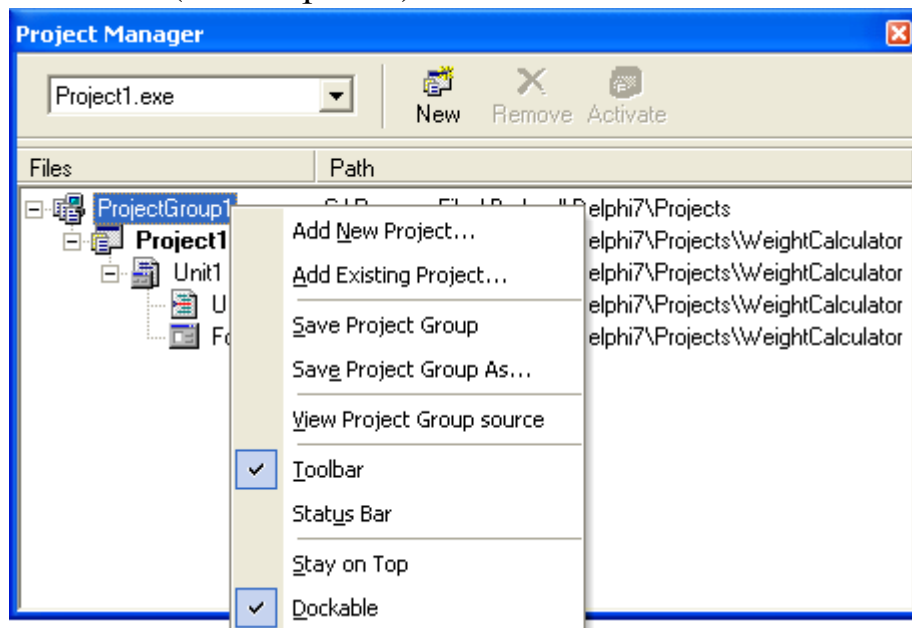 Project Manager
Project1.exe
New Remove Activate
Files Path
ProjectGroup1 elphi7\Projects
Project1 elphi7\Projects\WeightCalculator
Unit1 elphi7\Projects\WeightCalculator
U elphi7\Projects\WeightCalculator
Fo elphi7\Projects\WeightCalculator
Add New Project...
Add Existing Project...
Save Project Group
Save Project Group As...
View Project Group source
Toolbar
Status Bar
Stay on Top
Dockable